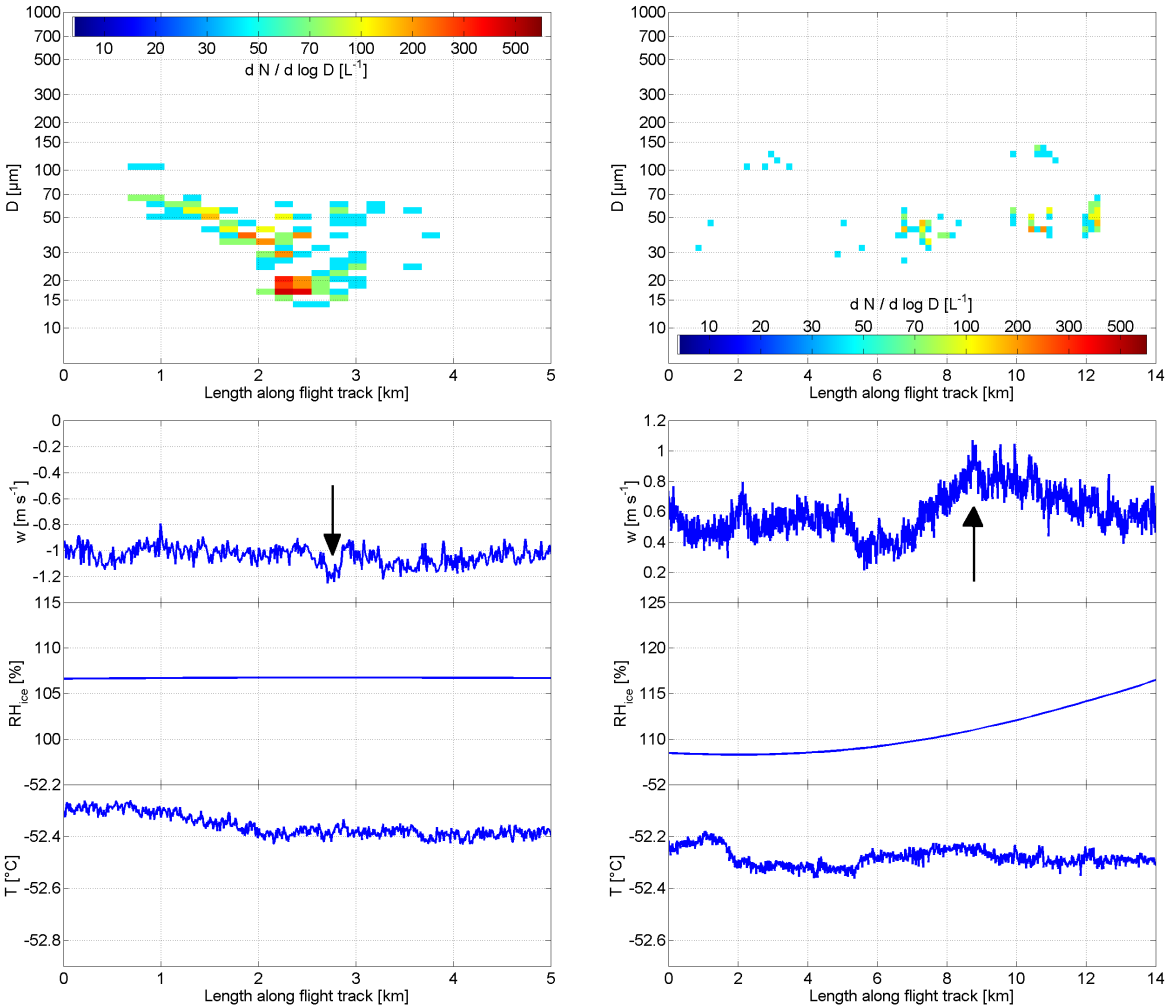 1000
700
500
300
200
150
100
70
50
30
20
15
10
D [µm]
10 20 30 50 70 100 200 300 500
d N / d log D [L⁻¹]
0 1 2 3 4 5
Length along flight track [km]
1000
700
500
300
200
150
100
70
50
30
20
15
10
D [µm]
d N / d log D [L⁻¹]
10 20 30 50 70 100 200 300 500
0 2 4 6 8 10 12 14
Length along flight track [km]
0
-0.2
-0.4
-0.6
-0.8
-1
-1.2
w [m s⁻¹]
115
110
105
100
RH_ice [%]
-52.2
-52.4
-52.6
-52.8
T [°C]
0 1 2 3 4 5
Length along flight track [km]
1.2
1
0.8
0.6
0.4
0.2
w [m s⁻¹]
125
120
115
110
RH_ice [%]
-52
-52.2
-52.4
-52.6
T [°C]
0 2 4 6 8 10 12 14
Length along flight track [km]